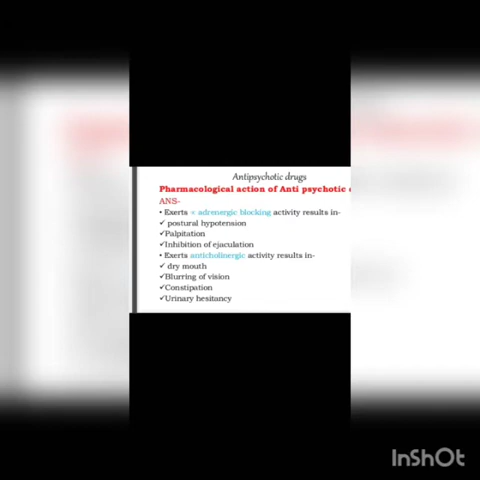 Antipsychotic drugs
Pharmacological action of Anti psychotic
ANS-
• Exerts adrenergic blocking activity results in-
✓ postural hypotension
✓Palpitation
✓Inhibition of ejaculation
• Exerts anticholinergic activity results in-
✓ dry mouth
✓Blurring of vision
✓Constipation
✓Urinary hesitancy
InShOt